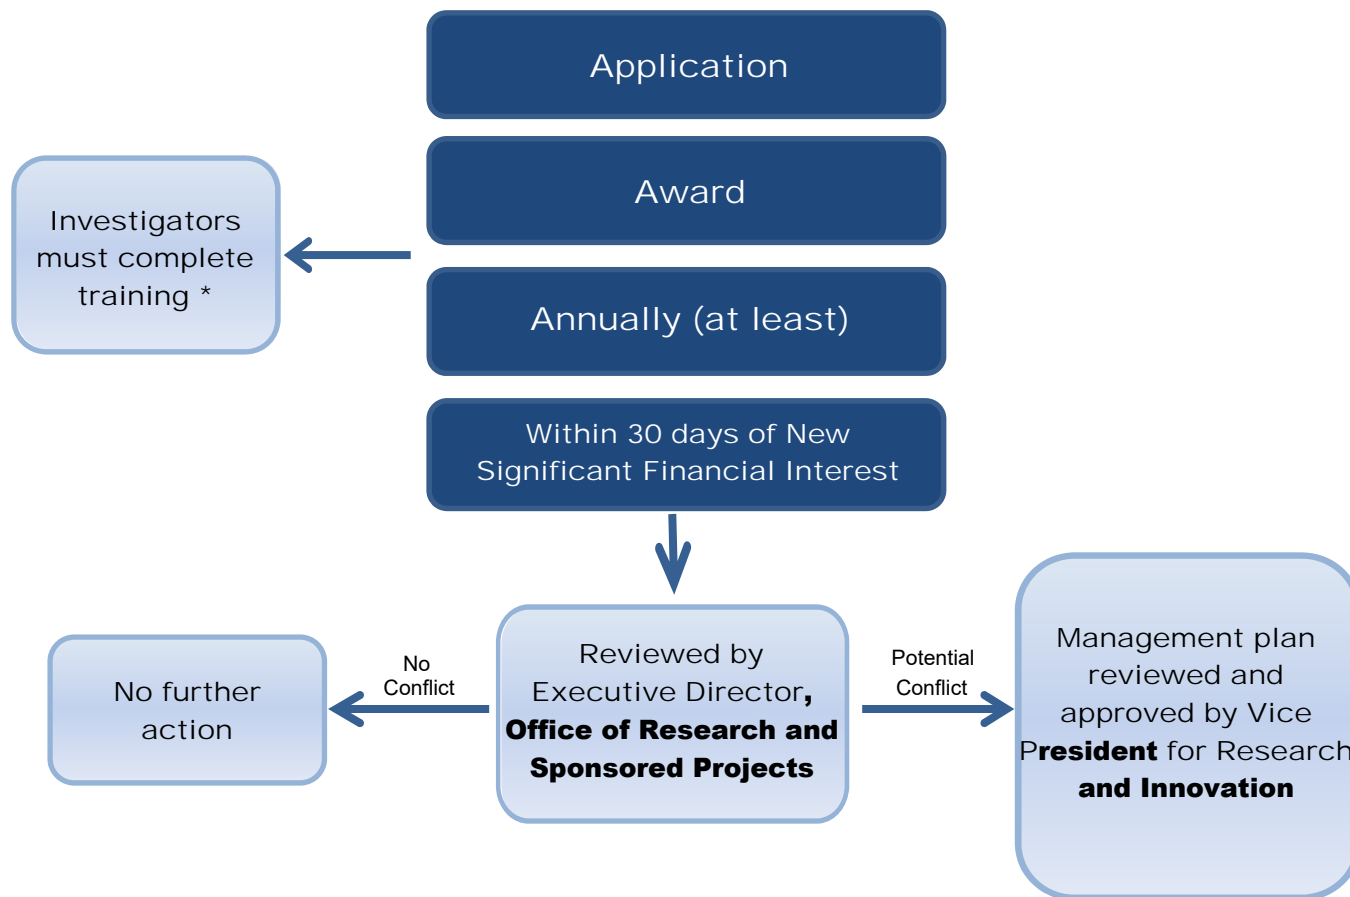 Application
Award
Investigators
must complete
training *
Annually (at least)
Within 30 days of New
Significant Financial Interest
No further
action
No
Conflict
Reviewed by
Executive Director,
Office of Research and
Sponsored Projects
Potential
Conflict
Management plan
reviewed and
approved by Vice
President for Research
and Innovation